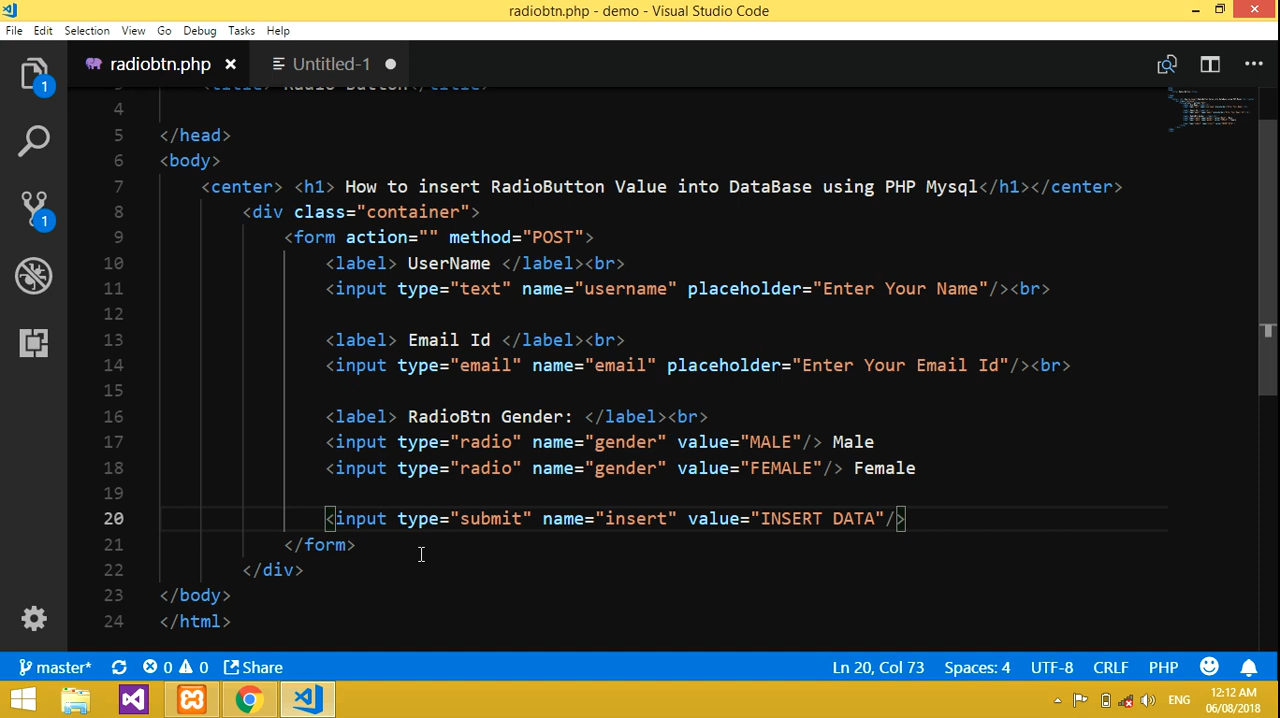 radiobtn.php - demo - Visual Studio Code
File Edit Selection View Go Debug Tasks Help
radiobtn.php Untitled-1
3 <title> Radio Button</title>
4
5 </head>
6 <body>
7 <center> <h1> How to insert RadioButton Value into DataBase using PHP Mysql</h1></center>
8 <div class="container">
9 <form action="" method="POST">
10 <label> UserName </label><br>
11 <input type="text" name="username" placeholder="Enter Your Name"/><br>
12
13 <label> Email Id </label><br>
14 <input type="email" name="email" placeholder="Enter Your Email Id"/><br>
15
16 <label> RadioBtn Gender: </label><br>
17 <input type="radio" name="gender" value="MALE"/> Male
18 <input type="radio" name="gender" value="FEMALE"/> Female
19
20 <input type="submit" name="insert" value="INSERT DATA"/>
21 </form>
22 </div>
23 </body>
24 </html>
1
1
master* 0 0 Share Ln 20, Col 73 Spaces: 4 UTF-8 CRLF PHP
ENG 12:12 AM
06/08/2018